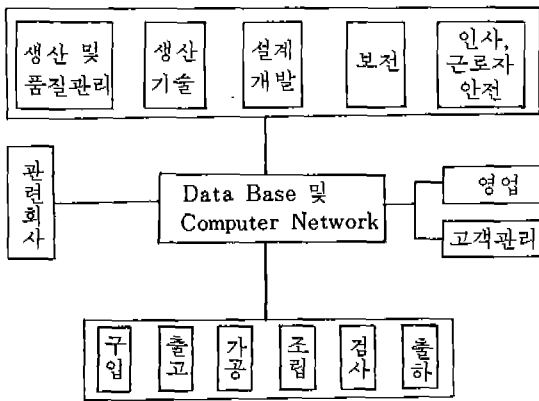 생산 및
품질관리
생산
기술
설계
개발
보전
인사,
근로자
안전
관련회사
Data Base 및
Computer Network
영업
고객관리
구입
출고
가공
조립
검사
출하